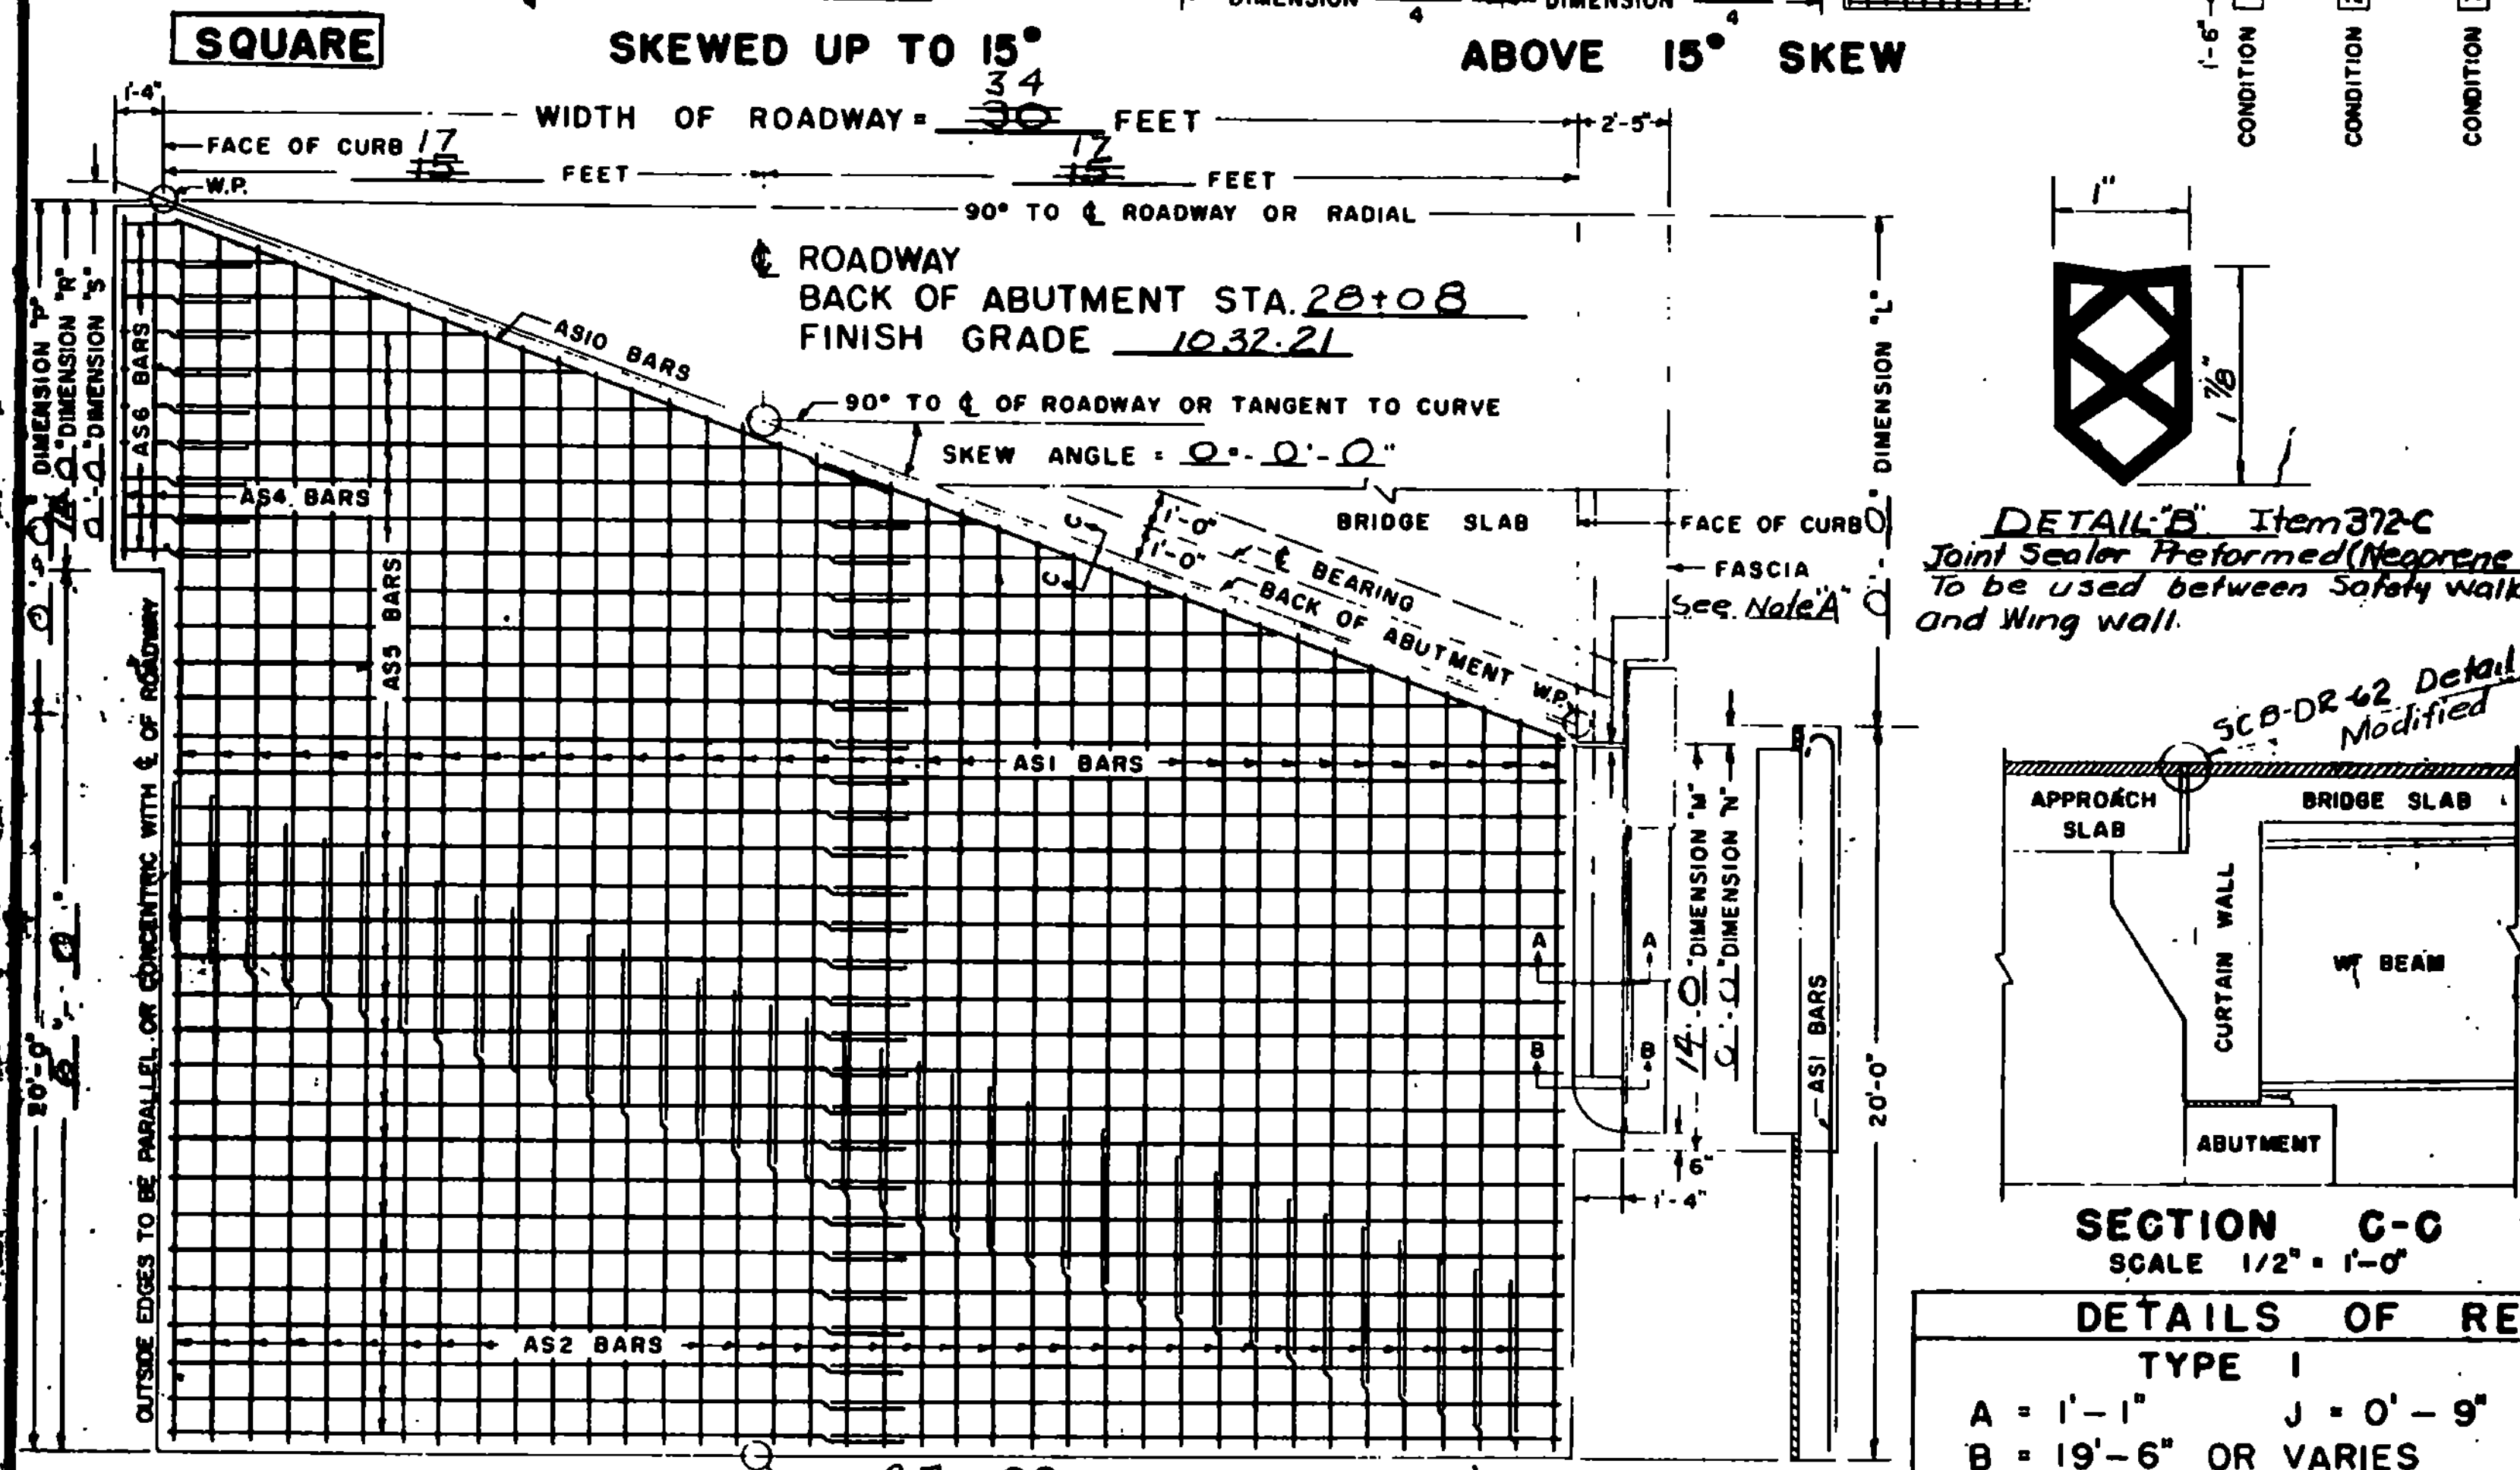 DIMENSION
4
DIMENSION
4
1'-6"
CONDITION
CONDITION
CONDITION
SQUARE
SKEWED UP TO 15°
ABOVE 15° SKEW
1'-4"
34
WIDTH OF ROADWAY = 30 FEET
2'-5"
FACE OF CURB
17
15 FEET
17
15 FEET
W.P.
90° TO ℄ ROADWAY OR RADIAL
℄ ROADWAY
BACK OF ABUTMENT STA. 28+08
FINISH GRADE 1032.21
AS10 BARS
90° TO ℄ OF ROADWAY OR TANGENT TO CURVE
SKEW ANGLE = 0°-0'-0"
DIMENSION "P"
DIMENSION "R"
0'-0" DIMENSION "S"
AS6 BARS
AS4 BARS
AS5 BARS
C
C
1'-0"
1'-0"
℄ BEARING
BACK OF ABUTMENT
W.P.
BRIDGE SLAB
FACE OF CURB
FASCIA
See Note "A"
0'-0" DIMENSION "L"
1"
1 7/8"
DETAIL-"B" Item 372-C
Joint Sealer Preformed (Neoprene
To be used between Safety walk
and Wing wall.
SCB-DR-62 Detail
Modified
APPROACH
SLAB
BRIDGE SLAB
CURTAIN WALL
WF BEAM
ABUTMENT
SECTION C-C
SCALE 1/2" = 1'-0"
OUTSIDE EDGES TO BE PARALLEL OR CONCENTRIC WITH ℄ OF ROADWAY
20'-0"
AS1 BARS
A
A
B
B
14'-0" DIMENSION "M"
0'-0" DIMENSION "N"
6"
1'-4"
AS1 BARS
20'-0"
AS2 BARS
DETAILS OF RE
TYPE I
A = 1'-1"
J = 0'-9"
B = 19'-6" OR VARIES